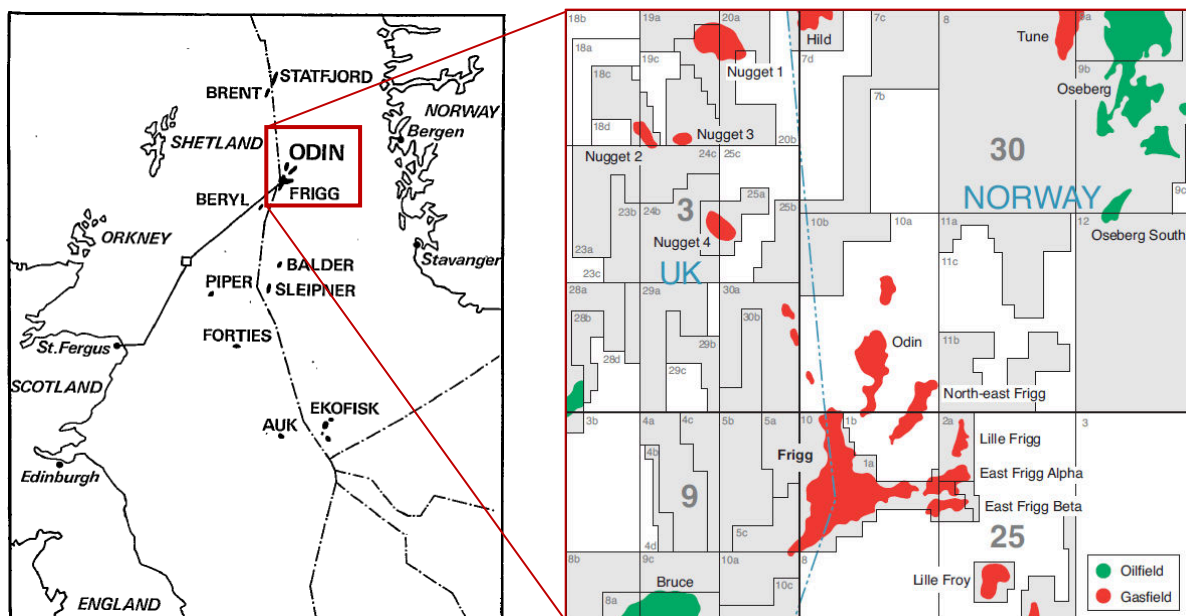 STATFJORD
BRENT
NORWAY
SHETLAND
Bergen
ODIN
FRIGG
BERYL
ORKNEY
Stavanger
BALDER
PIPER
SLEIPNER
FORTIES
St.Fergus
SCOTLAND
EKOFISK
AUK
Edinburgh
ENGLAND
18b
19a
20a
7c
8
9a
Hild
Tune
18a
19c
7d
18c
Nugget 1
9b
Oseberg
7b
18d
Nugget 3
20b
30
Nugget 2
24c
25c
NORWAY
9c
25a
3
23b
24b
25b
10b
10a
11a
12
Nugget 4
Oseberg South
23a
UK
11c
23c
28a
29a
30a
28b
30b
Odin
11b
28d
29b
29c
North-east Frigg
3b
4a
4c
5b
5a
10
1b
2a
3
Lille Frigg
4b
Frigg
1a
East Frigg Alpha
9
East Frigg Beta
5c
25
4d
8b
9c
10a
8
Bruce
10c
Lille Froy
8a
Oilfield
Gasfield